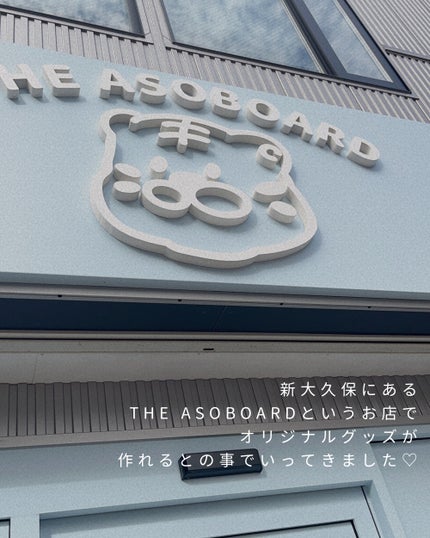 THE ASOBOARD
新大久保にある
THE ASOBOARDというお店で
オリジナルグッズが
作れるとの事でいってきました♡